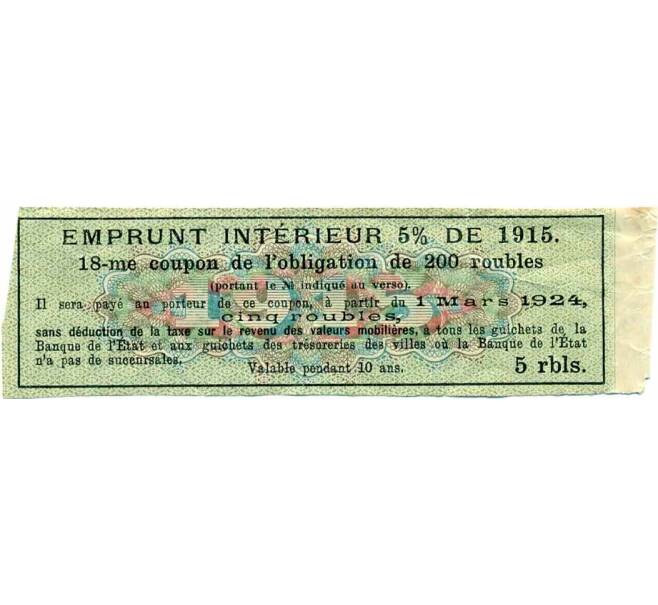 EMPRUNT INTÉRIEUR 5% DE 1915.
18-me coupon de l'obligation de 200 roubles
(portant le № indiqué au verso).
Il sera payé au porteur de ce coupon, à partir du 1 Mars 1924,
cinq roubles,
sans déduction de la taxe sur le revenu des valeurs mobilières, à tous les guichets de la
Banque de l'État et aux guichets des trésoreries des villes où la Banque de l'État
n'a pas de succursales.
Valable pendant 10 ans.
5 rbls.